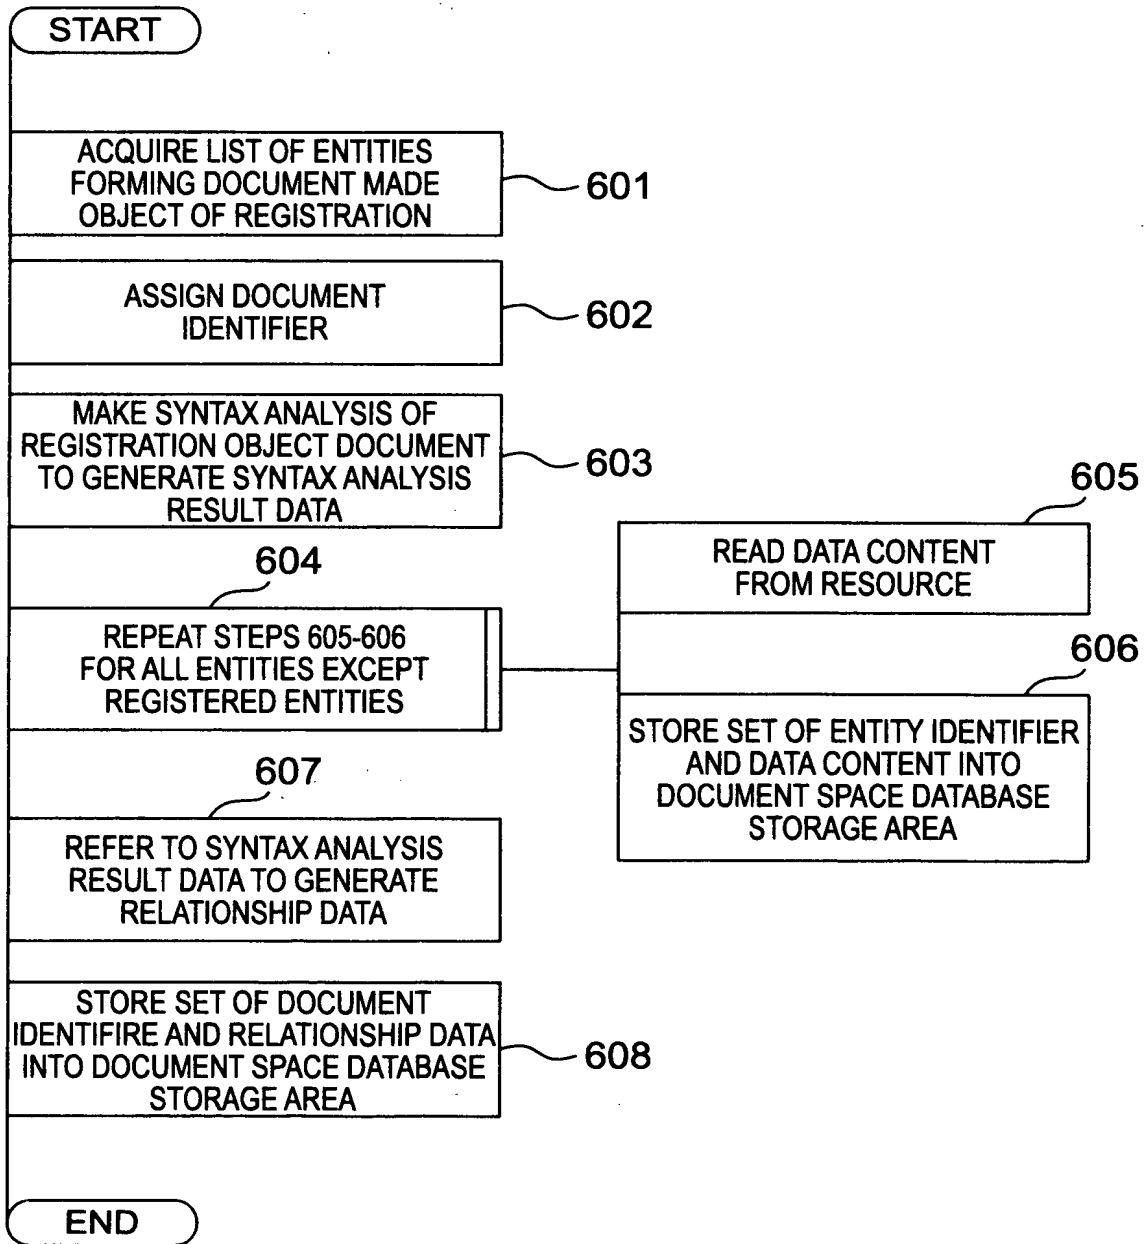 START
ACQUIRE LIST OF ENTITIES
FORMING DOCUMENT MADE
OBJECT OF REGISTRATION
601
ASSIGN DOCUMENT
IDENTIFIER
602
MAKE SYNTAX ANALYSIS OF
REGISTRATION OBJECT DOCUMENT
TO GENERATE SYNTAX ANALYSIS
RESULT DATA
603
604
REPEAT STEPS 605-606
FOR ALL ENTITIES EXCEPT
REGISTERED ENTITIES
605
READ DATA CONTENT
FROM RESOURCE
606
STORE SET OF ENTITY IDENTIFIER
AND DATA CONTENT INTO
DOCUMENT SPACE DATABASE
STORAGE AREA
607
REFER TO SYNTAX ANALYSIS
RESULT DATA TO GENERATE
RELATIONSHIP DATA
STORE SET OF DOCUMENT
IDENTIFIRE AND RELATIONSHIP DATA
INTO DOCUMENT SPACE DATABASE
STORAGE AREA
608
END